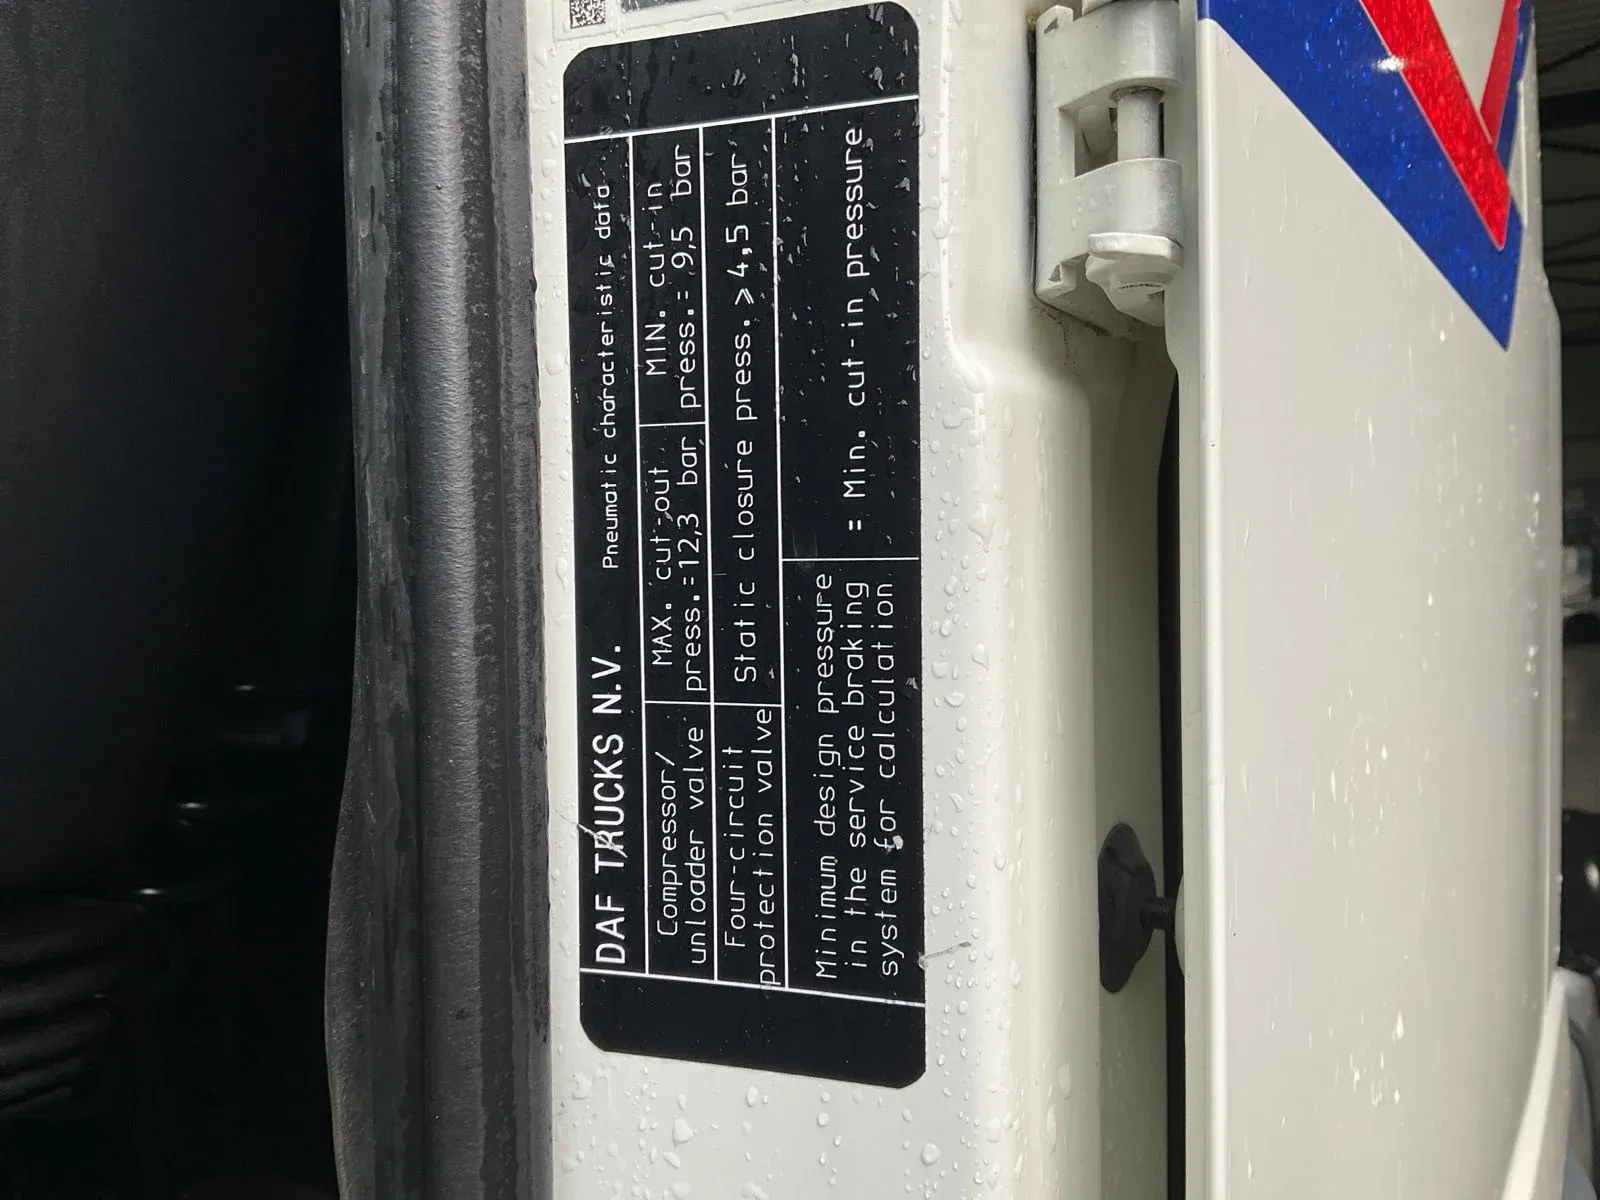 DAF TRUCKS N.V. Pneumatic characteristic data
Compressor/
unloader valve
MAX. cut-out
press.=12,3 bar
MIN. cut-in
press.= 9,5 bar
Four-circuit
protection valve
Static closure press. > 4,5 bar
Minimum design pressure
in the service braking
system for calculation
= Min. cut-in pressure